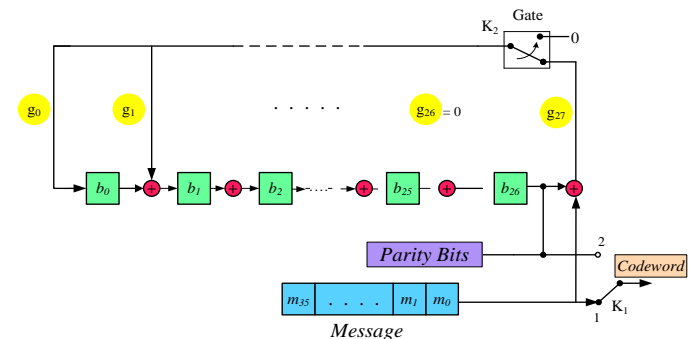 Gate
K2
0
g0
g1
. . . . .
g26 = 0
g27
b0
+
b1
+
b2
.....
+
b25
+
b26
+
Parity Bits
2
Codeword
m35 . . . . m1 m0
1
K1
Message